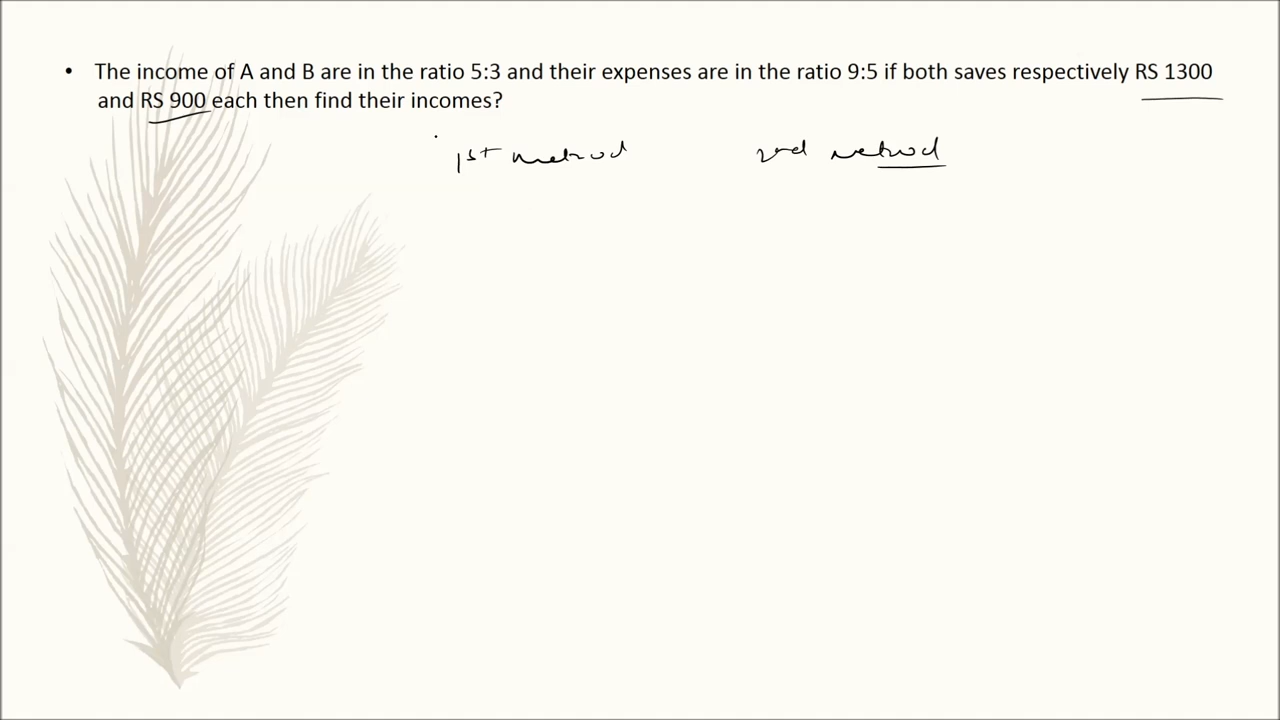 • The income of A and B are in the ratio 5:3 and their expenses are in the ratio 9:5 if both saves respectively RS 1300
and RS 900 each then find their incomes?
1st method 2nd method